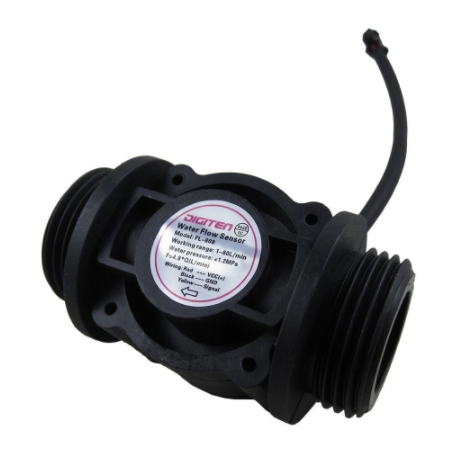 DIGITEN
Water Flow Sensor
Model: FL-608
Working range: 1-60L/min
Water pressure: <1.2MPa
F=4.8*Q(L/min)
Wiring: Red ---- VCC(+)
Black ---- GND
Yellow ---- Signal